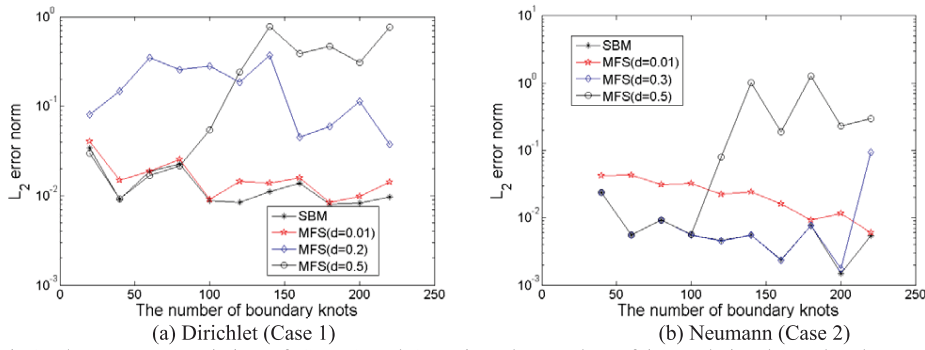 10^0
10^-1
10^-2
10^-3
L2 error norm
SBM
MFS(d=0.01)
MFS(d=0.2)
MFS(d=0.5)
0 50 100 150 200 250
The number of boundary knots
(a) Dirichlet (Case 1)
10^1
10^0
10^-1
10^-2
10^-3
L2 error norm
SBM
MFS(d=0.01)
MFS(d=0.3)
MFS(d=0.5)
0 50 100 150 200 250
The number of boundary knots
(b) Neumann (Case 2)